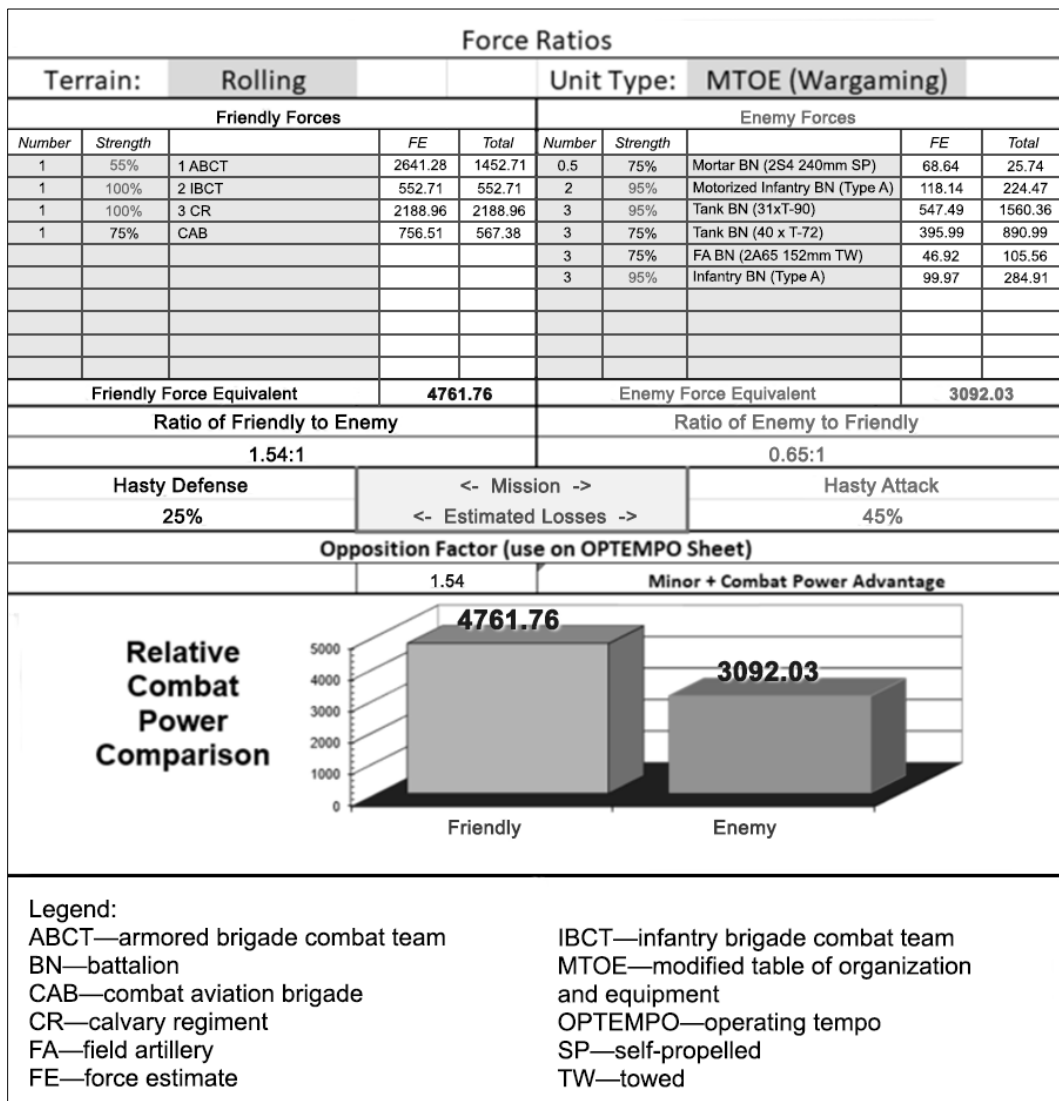 Force Ratios
Terrain: Rolling Unit Type: MTOE (Wargaming)
Friendly Forces Enemy Forces
Number Strength FE Total Number Strength FE Total
1 55% 1 ABCT 2641.28 1452.71 0.5 75% Mortar BN (2S4 240mm SP) 68.64 25.74
1 100% 2 IBCT 552.71 552.71 2 95% Motorized Infantry BN (Type A) 118.14 224.47
1 100% 3 CR 2188.96 2188.96 3 95% Tank BN (31xT-90) 547.49 1560.36
1 75% CAB 756.51 567.38 3 75% Tank BN (40 x T-72) 395.99 890.99
3 75% FA BN (2A65 152mm TW) 46.92 105.56
3 95% Infantry BN (Type A) 99.97 284.91
Friendly Force Equivalent 4761.76 Enemy Force Equivalent 3092.03
Ratio of Friendly to Enemy Ratio of Enemy to Friendly
1.54:1 0.65:1
Hasty Defense <- Mission -> Hasty Attack
25% <- Estimated Losses -> 45%
Opposition Factor (use on OPTEMPO Sheet)
1.54 Minor + Combat Power Advantage
Relative
Combat
Power
Comparison
5000
4000
3000
2000
1000
0
4761.76
3092.03
Friendly Enemy
Legend:
ABCT—armored brigade combat team
BN—battalion
CAB—combat aviation brigade
CR—calvary regiment
FA—field artillery
FE—force estimate
IBCT—infantry brigade combat team
MTOE—modified table of organization
and equipment
OPTEMPO—operating tempo
SP—self-propelled
TW—towed